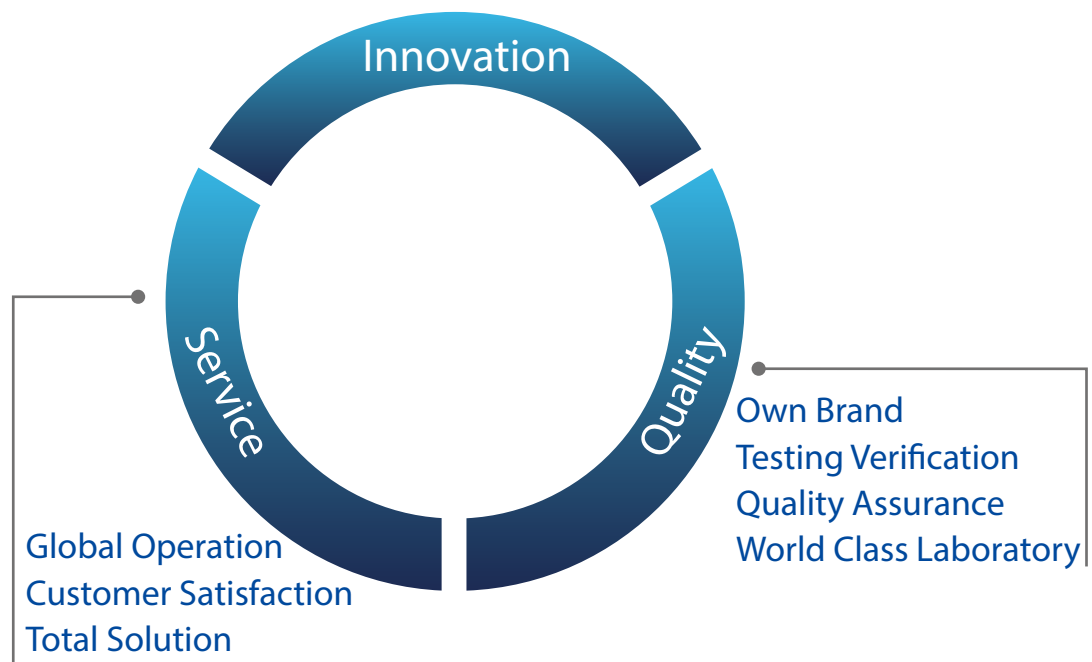 Innovation
Service
Quality
Own Brand
Testing Verification
Quality Assurance
World Class Laboratory
Global Operation
Customer Satisfaction
Total Solution